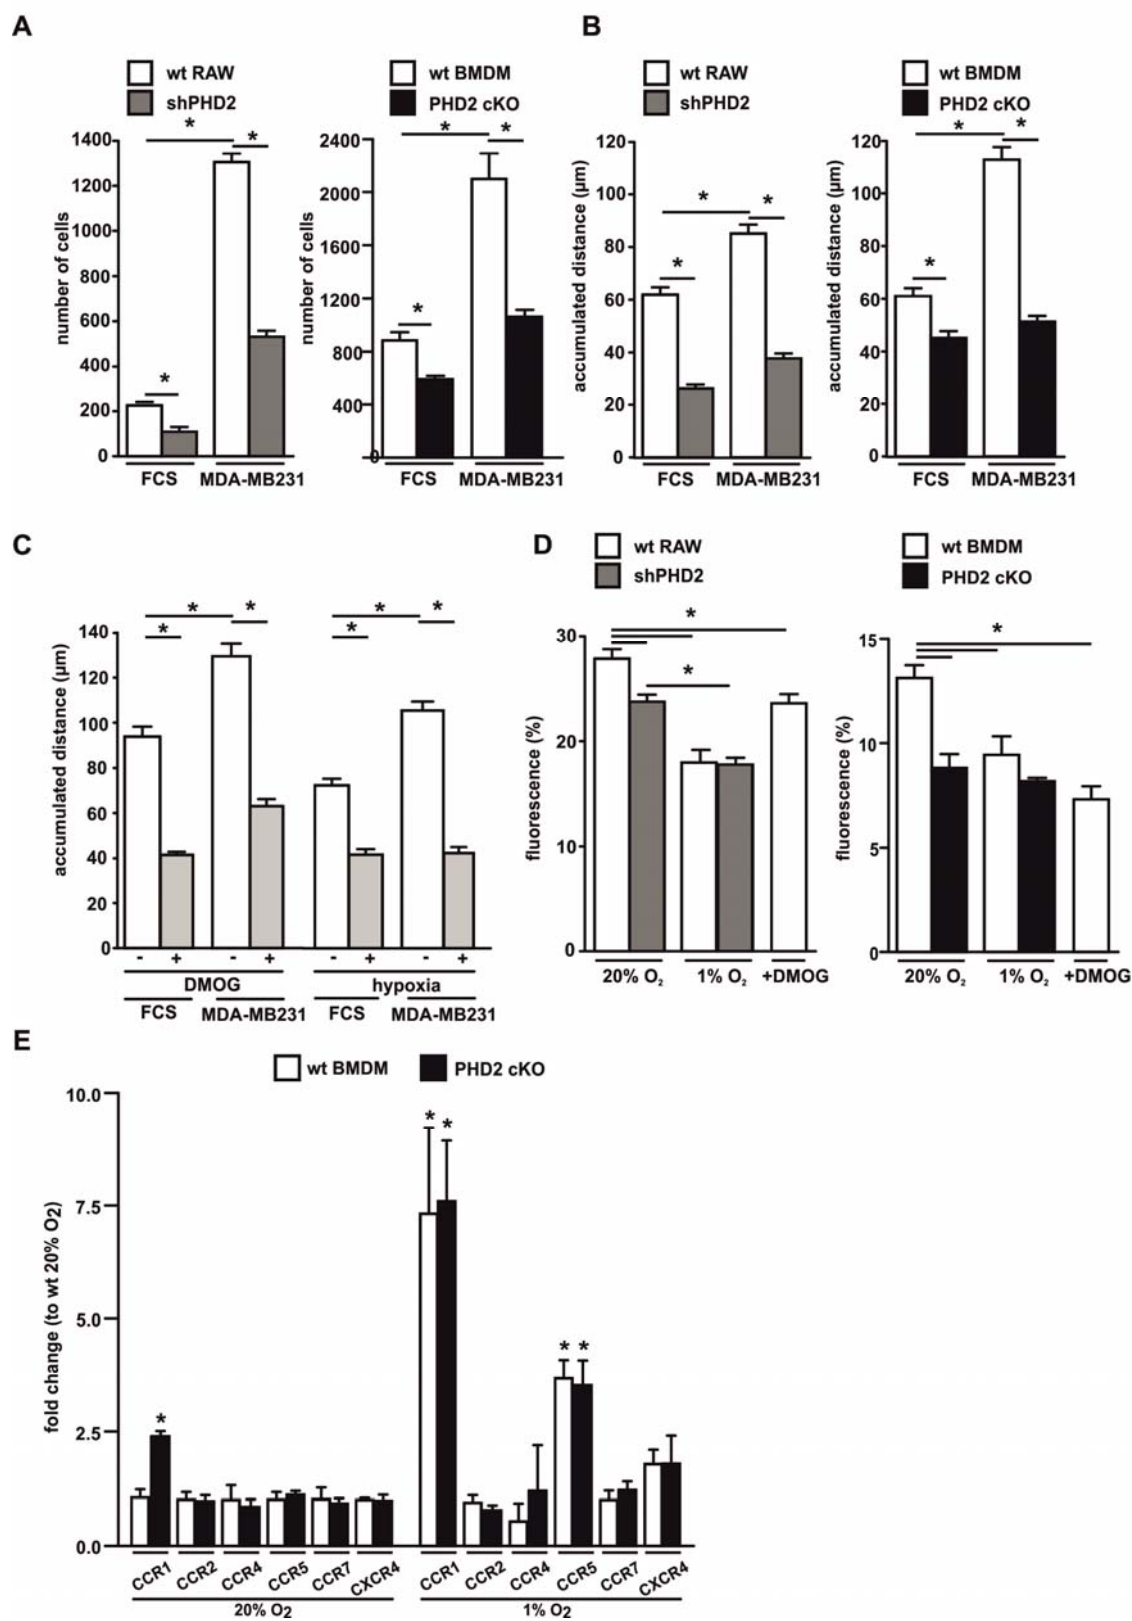 A
B
wt RAW
shPHD2
wt BMDM
PHD2 cKO
wt RAW
shPHD2
wt BMDM
PHD2 cKO
number of cells
1400
1200
1000
800
600
400
200
0
* * *
FCS MDA-MB231
number of cells
2400
2000
1600
1200
800
400
0
* * *
FCS MDA-MB231
accumulated distance (µm)
120
100
80
60
40
20
0
* * *
FCS MDA-MB231
accumulated distance (µm)
120
100
80
60
40
20
0
* * *
FCS MDA-MB231
C
accumulated distance (µm)
140
120
100
80
60
40
20
0
* * * * * *
- + - + - + - +
DMOG hypoxia
FCS MDA-MB231 FCS MDA-MB231
D
wt RAW
shPHD2
wt BMDM
PHD2 cKO
fluorescence (%)
30
20
10
0
* *
20% O₂ 1% O₂ +DMOG
fluorescence (%)
15
10
5
0
*
20% O₂ 1% O₂ +DMOG
E
wt BMDM PHD2 cKO
fold change (to wt 20% O2)
10.0
7.5
5.0
2.5
0.0
* * * * *
CCR1 CCR2 CCR4 CCR5 CCR7 CXCR4 CCR1 CCR2 CCR4 CCR5 CCR7 CXCR4
20% O2 1% O2